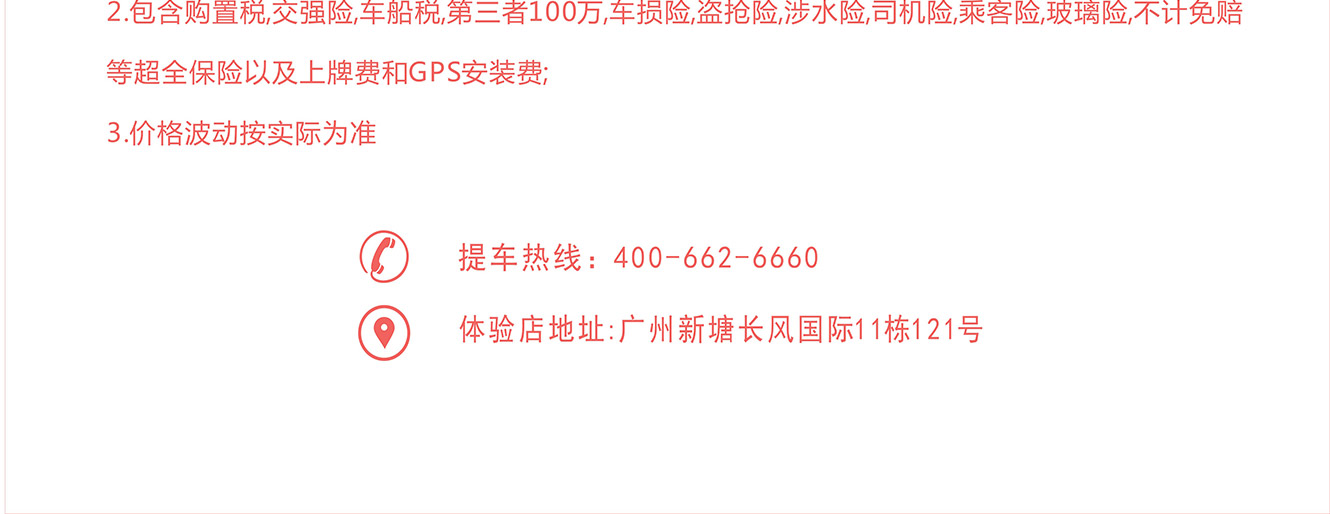 2.包含购置税,交强险,车船税,第三者100万,车损险,盗抢险,涉水险,司机险,乘客险,玻璃险,不计免赔
等超全保险以及上牌费和GPS安装费;
3.价格波动按实际为准
提车热线：400-662-6660
体验店地址:广州新塘长风国际11栋121号